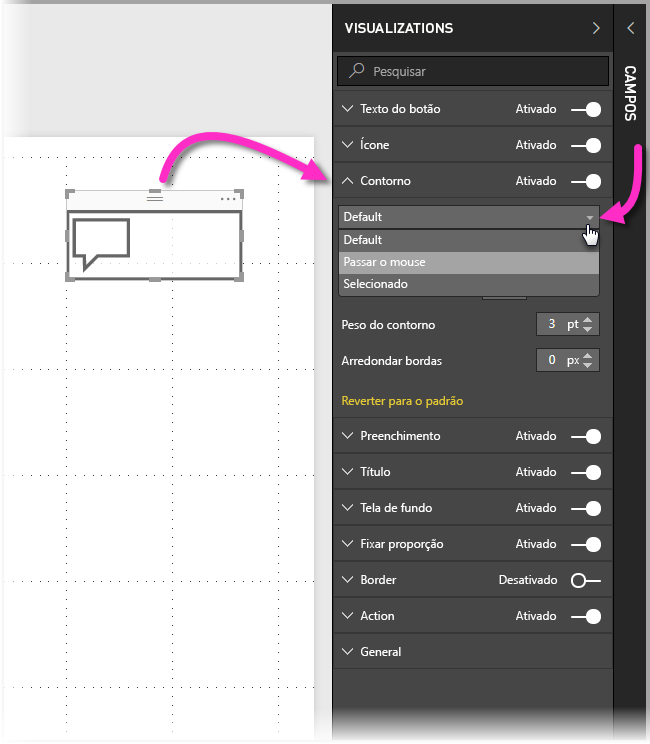 VISUALIZATIONS
CAMPOS
Pesquisar
Texto do botão Ativado
Ícone Ativado
Contorno Ativado
Default
Default
Passar o mouse
Selecionado
Peso do contorno 3 pt
Arredondar bordas 0 px
Reverter para o padrão
Preenchimento Ativado
Título Ativado
Tela de fundo Ativado
Fixar proporção Ativado
Border Desativado
Action Ativado
General